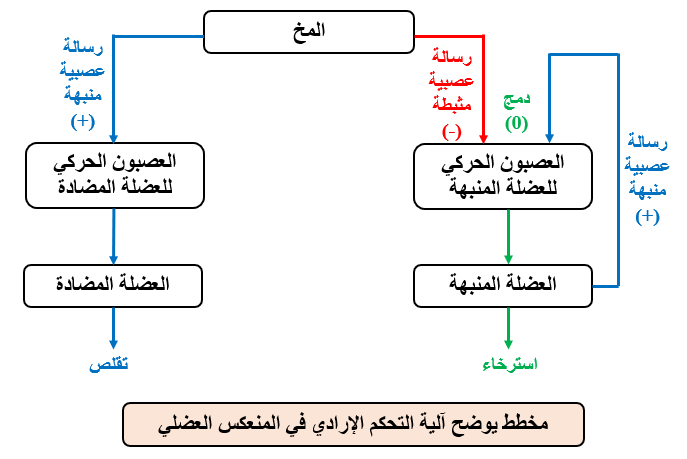 المخ
رسالة
عصبية
منبهة
(+)
رسالة
عصبية
مثبطة
(-)
دمج
(0)
رسالة
عصبية
منبهة
(+)
العصبون الحركي
للعضلة المضادة
العصبون الحركي
للعضلة المنبهة
العضلة المضادة
العضلة المنبهة
تقلص
استرخاء
مخطط يوضح آلية التحكم الإرادي في المنعكس العضلي